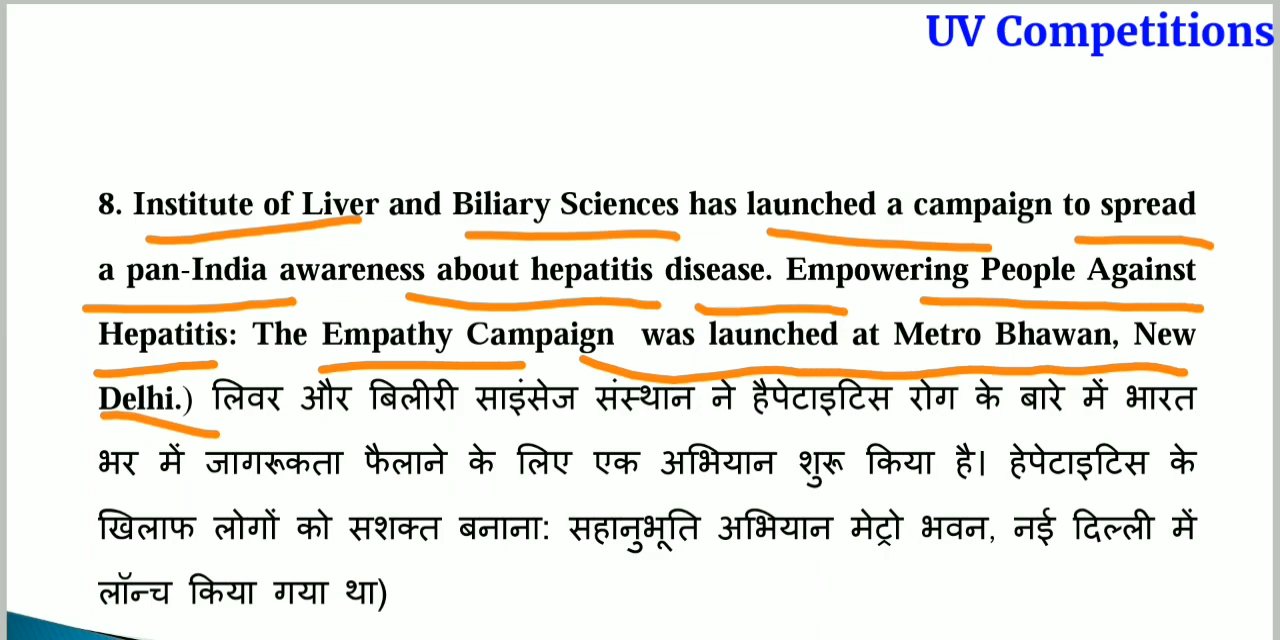 UV Competitions
8. Institute of Liver and Biliary Sciences has launched a campaign to spread
a pan-India awareness about hepatitis disease. Empowering People Against
Hepatitis: The Empathy Campaign was launched at Metro Bhawan, New
Delhi.) लिवर और बिलीरी साइंसेज संस्थान ने हैपेटाइटिस रोग के बारे में भारत
भर में जागरूकता फैलाने के लिए एक अभियान शुरू किया है। हेपेटाइटिस के
खिलाफ लोगों को सशक्त बनाना: सहानुभूति अभियान मेट्रो भवन, नई दिल्ली में
लॉन्च किया गया था)